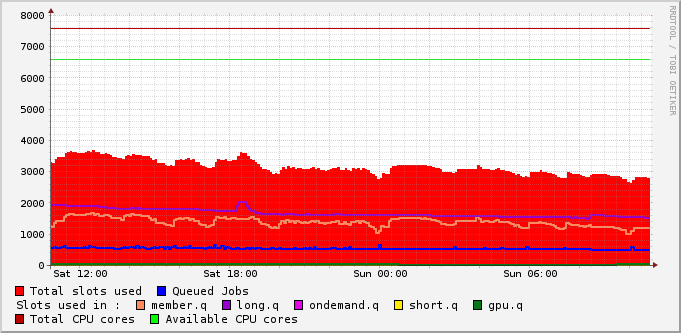 8000
7000
6000
5000
4000
3000
2000
1000
0
Sat 12:00 Sat 18:00 Sun 00:00 Sun 06:00
RRDTOOL / TOBI OETIKER
Total slots used Queued Jobs
Slots used in : member.q long.q ondemand.q short.q gpu.q
Total CPU cores Available CPU cores